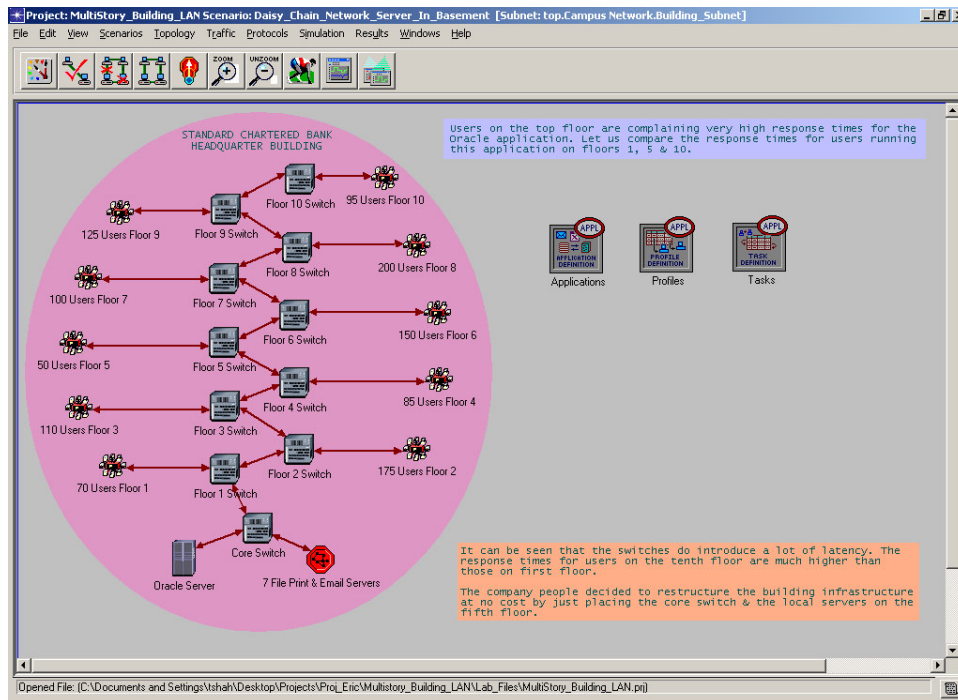 Project: MultiStory_Building_LAN Scenario: Daisy_Chain_Network_Server_In_Basement [Subnet: top.Campus Network.Building_Subnet]
File Edit View Scenarios Topology Traffic Protocols Simulation Results Windows Help
ZOOM
UNZOOM
STANDARD CHARTERED BANK
HEADQUARTER BUILDING
Users on the top floor are complaining very high response times for the
Oracle application. Let us compare the response times for users running
this application on floors 1, 5 & 10.
Floor 10 Switch
95 Users Floor 10
125 Users Floor 9
Floor 9 Switch
Floor 8 Switch
200 Users Floor 8
100 Users Floor 7
Floor 7 Switch
Floor 6 Switch
150 Users Floor 6
50 Users Floor 5
Floor 5 Switch
Floor 4 Switch
85 Users Floor 4
110 Users Floor 3
Floor 3 Switch
Floor 2 Switch
175 Users Floor 2
70 Users Floor 1
Floor 1 Switch
Core Switch
Oracle Server
7 File Print & Email Servers
APPL
APPLICATION
DEFINITION
Applications
APPL
PROFILE
DEFINITION
Profiles
APPL
TASK
DEFINITION
Tasks
It can be seen that the switches do introduce a lot of latency. The
response times for users on the tenth floor are much higher than
those on first floor.
The company people decided to restructure the building infrastructure
at no cost by just placing the core switch & the local servers on the
fifth floor.
Opened File: (C:\Documents and Settings\tshah\Desktop\Projects\Proj_Eric\Multistory_Building_LAN\Lab_Files\MultiStory_Building_LAN.prj)